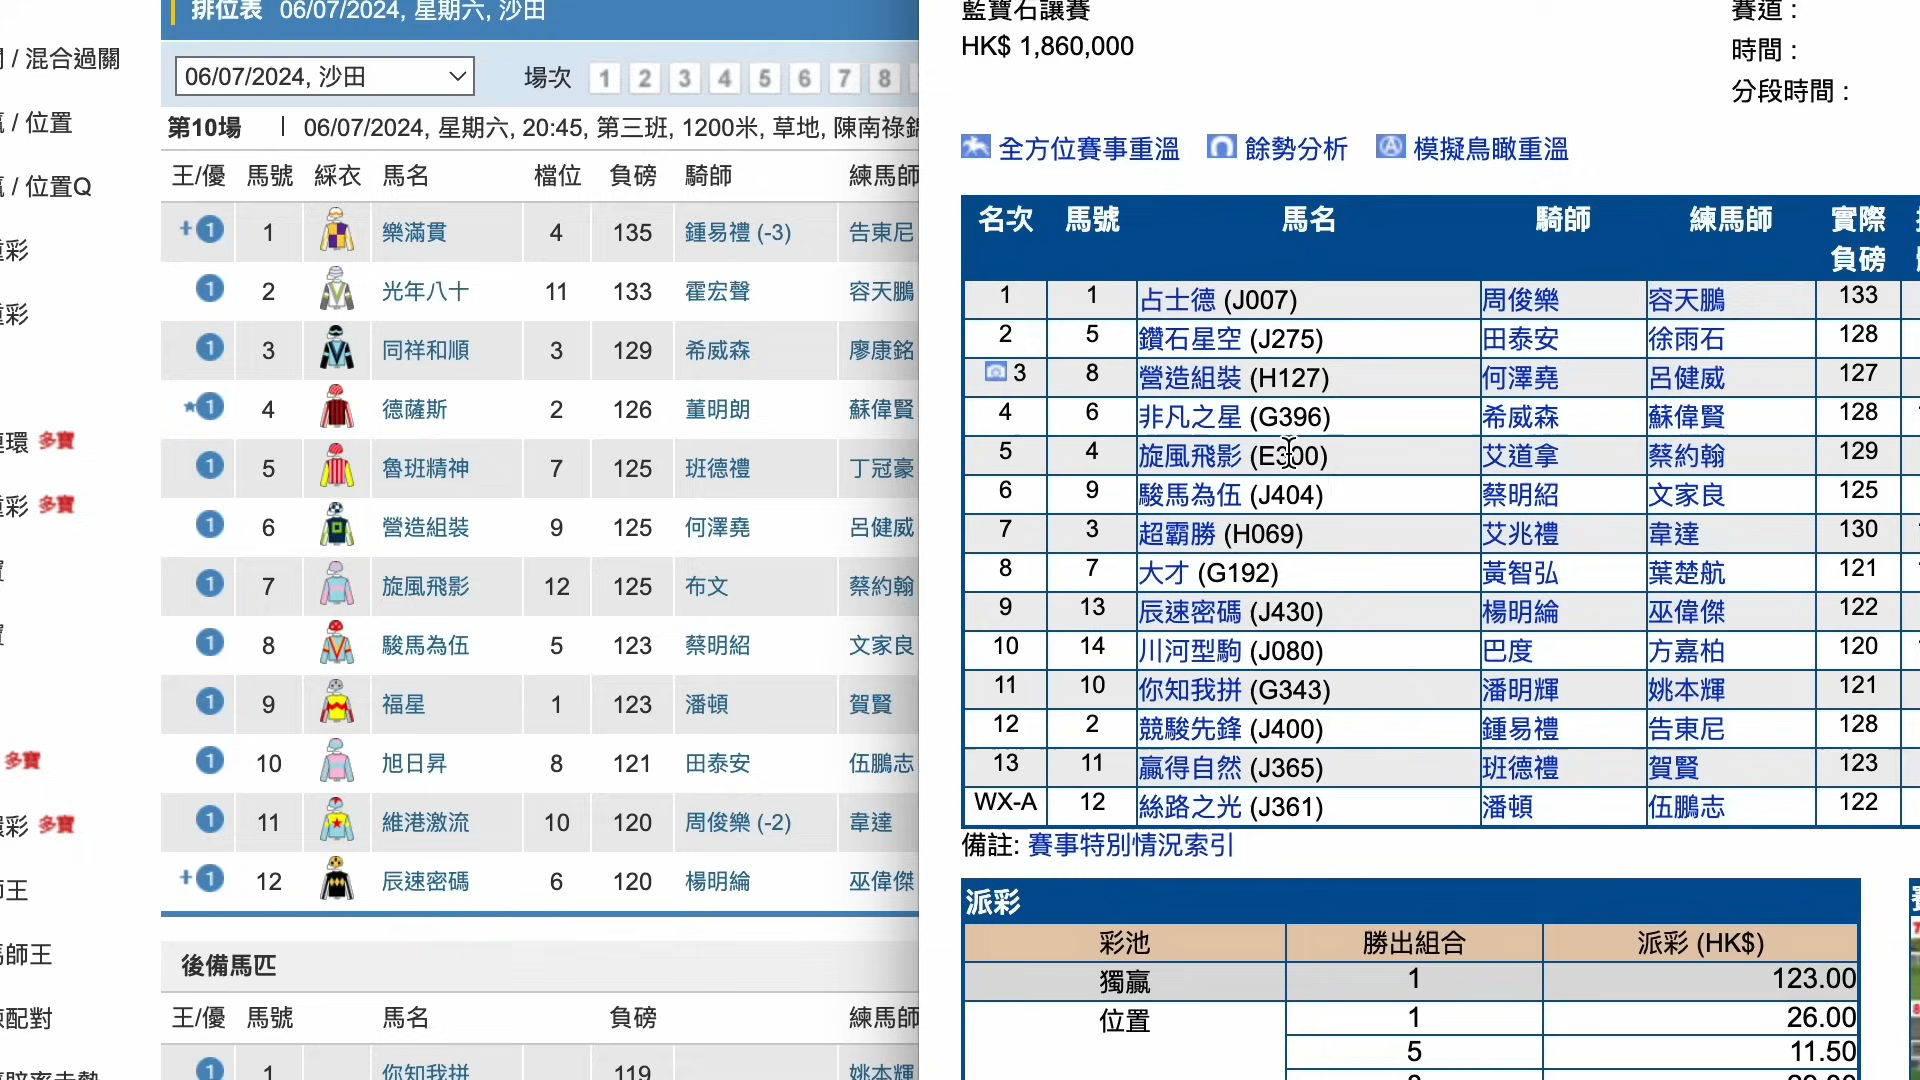 排位表 06/07/2024, 星期六, 沙田
/ 混合過關
/ 位置
/ 位置Q
多寶
多寶
多寶
多寶
06/07/2024, 沙田
場次 1 2 3 4 5 6 7 8
第10場 | 06/07/2024, 星期六, 20:45, 第三班, 1200米, 草地, 陳南祿錦
王/優 馬號 綵衣 馬名 檔位 負磅 騎師 練馬師
+1 1 樂滿貫 4 135 鍾易禮 (-3) 告東尼
1 2 光年八十 11 133 霍宏聲 容天鵬
1 3 同祥和順 3 129 希威森 廖康銘
★1 4 德薩斯 2 126 董明朗 蘇偉賢
1 5 魯班精神 7 125 班德禮 丁冠豪
1 6 營造組裝 9 125 何澤堯 呂健威
1 7 旋風飛影 12 125 布文 蔡約翰
1 8 駿馬為伍 5 123 蔡明紹 文家良
1 9 福星 1 123 潘頓 賀賢
1 10 旭日昇 8 121 田泰安 伍鵬志
1 11 維港激流 10 120 周俊樂 (-2) 韋達
+1 12 辰速密碼 6 120 楊明綸 巫偉傑
後備馬匹
王/優 馬號 馬名 負磅 練馬師
1 1 你知我拼 119 姚本輝
藍寶石讓賽
HK$ 1,860,000
賽道 :
時間 :
分段時間 :
全方位賽事重溫 餘勢分析 模擬鳥瞰重溫
名次 馬號 馬名 騎師 練馬師 實際負磅
1 1 占士德 (J007) 周俊樂 容天鵬 133
2 5 鑽石星空 (J275) 田泰安 徐雨石 128
3 8 營造組裝 (H127) 何澤堯 呂健威 127
4 6 非凡之星 (G396) 希威森 蘇偉賢 128
5 4 旋風飛影 (E300) 艾道拿 蔡約翰 129
6 9 駿馬為伍 (J404) 蔡明紹 文家良 125
7 3 超霸勝 (H069) 艾兆禮 韋達 130
8 7 大才 (G192) 黃智弘 葉楚航 121
9 13 辰速密碼 (J430) 楊明綸 巫偉傑 122
10 14 川河型駒 (J080) 巴度 方嘉柏 120
11 10 你知我拼 (G343) 潘明輝 姚本輝 121
12 2 競駿先鋒 (J400) 鍾易禮 告東尼 128
13 11 贏得自然 (J365) 班德禮 賀賢 123
WX-A 12 絲路之光 (J361) 潘頓 伍鵬志 122
備註: 賽事特別情況索引
派彩
彩池 勝出組合 派彩 (HK$)
獨贏 1 123.00
位置 1 26.00
5 11.50